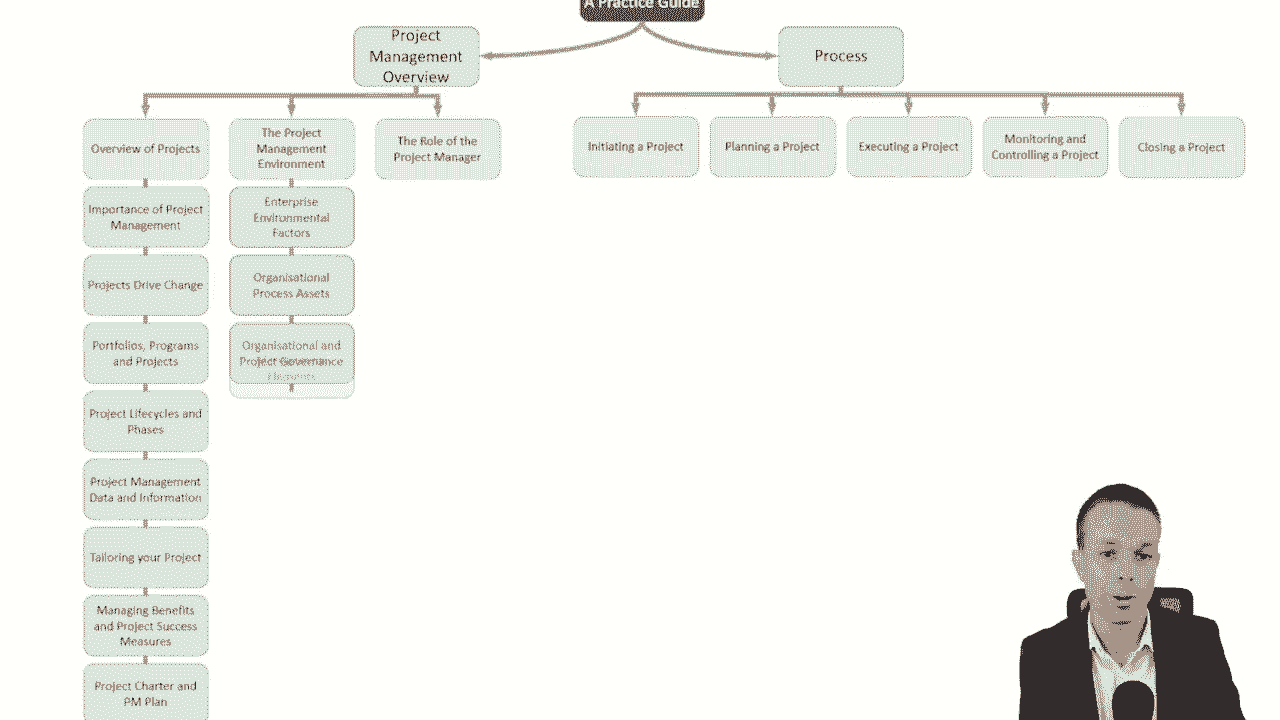 A Practice Guide
Project
Management
Overview
Process
Overview of Projects
The Project
Management
Environment
The Role of the
Project Manager
Initiating a Project
Planning a Project
Executing a Project
Monitoring and
Controlling a Project
Closing a Project
Importance of Project
Management
Enterprise
Environmental
Factors
Projects Drive Change
Organisational
Process Assets
Portfolios, Programs
and Projects
Organisational and
Project Governance
Project Lifecycles and
Phases
Project Management
Data and Information
Tailoring your Project
Managing Benefits
and Project Success
Measures
Project Charter and
PM Plan